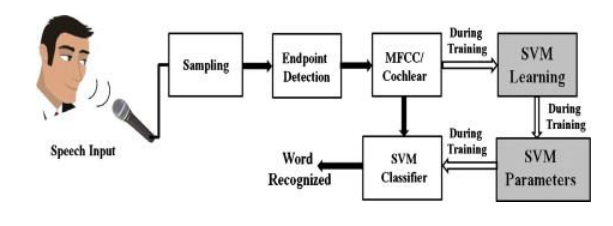 Speech Input
Sampling
Endpoint
Detection
MFCC/
Cochlear
During
Training
SVM
Learning
During
Training
SVM
Parameters
During
Training
SVM
Classifier
Word
Recognized